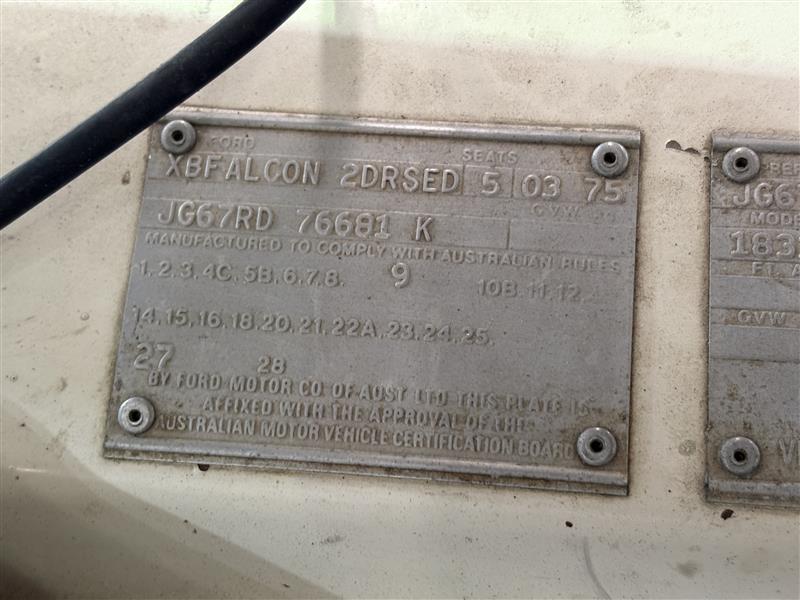 FORD
SEATS
XBFALCON 2DRSED 5 03 75
G.V.W.
JG67RD 76681 K
MANUFACTURED TO COMPLY WITH AUSTRALIAN RULES
1,2,3,4C,5B,6,7,8, 9 10B,11,12,
14,15,16,18,20,21,22A,23,24,25,
27 28
BY FORD MOTOR CO. OF AUST LTD THIS PLATE IS
AFFIXED WITH THE APPROVAL OF THE
AUSTRALIAN MOTOR VEHICLE CERTIFICATION BOARD
JG67
MODE
183
GVW